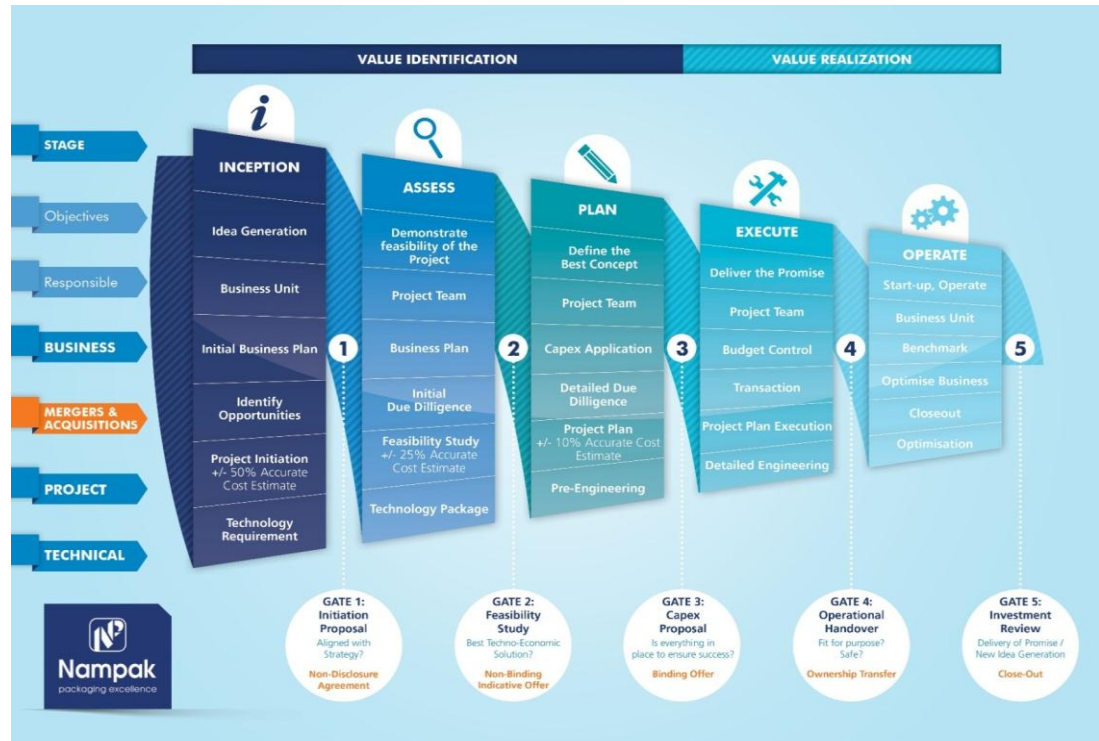 VALUE IDENTIFICATION
VALUE REALIZATION
STAGE
Objectives
Responsible
BUSINESS
MERGERS &
ACQUISITIONS
PROJECT
TECHNICAL
i
INCEPTION
Idea Generation
Business Unit
Initial Business Plan
Identify
Opportunities
Project Initiation
+/- 50% Accurate
Cost Estimate
Technology
Requirement
1
ASSESS
Demonstrate
feasibility of the
Project
Project Team
Business Plan
Initial
Due Dilligence
Feasibility Study
+/- 25% Accurate
Cost Estimate
Technology Package
2
PLAN
Define the
Best Concept
Project Team
Capex Application
Detailed Due
Dilligence
Project Plan
+/- 10% Accurate Cost
Estimate
Pre-Engineering
3
EXECUTE
Deliver the Promise
Project Team
Budget Control
Transaction
Project Plan Execution
Detailed Engineering
4
OPERATE
Start-up, Operate
Business Unit
Benchmark
Optimise Business
Closeout
Optimisation
5
GATE 1:
Initiation
Proposal
Aligned with
Strategy?
Non-Disclosure
Agreement
GATE 2:
Feasibility
Study
Best Techno-Economic
Solution?
Non-Binding
Indicative Offer
GATE 3:
Capex
Proposal
Is everything in
place to ensure success?
Binding Offer
GATE 4:
Operational
Handover
Fit for purpose?
Safe?
Ownership Transfer
GATE 5:
Investment
Review
Delivery of Promise /
New Idea Generation
Close-Out
Nampak
packaging excellence